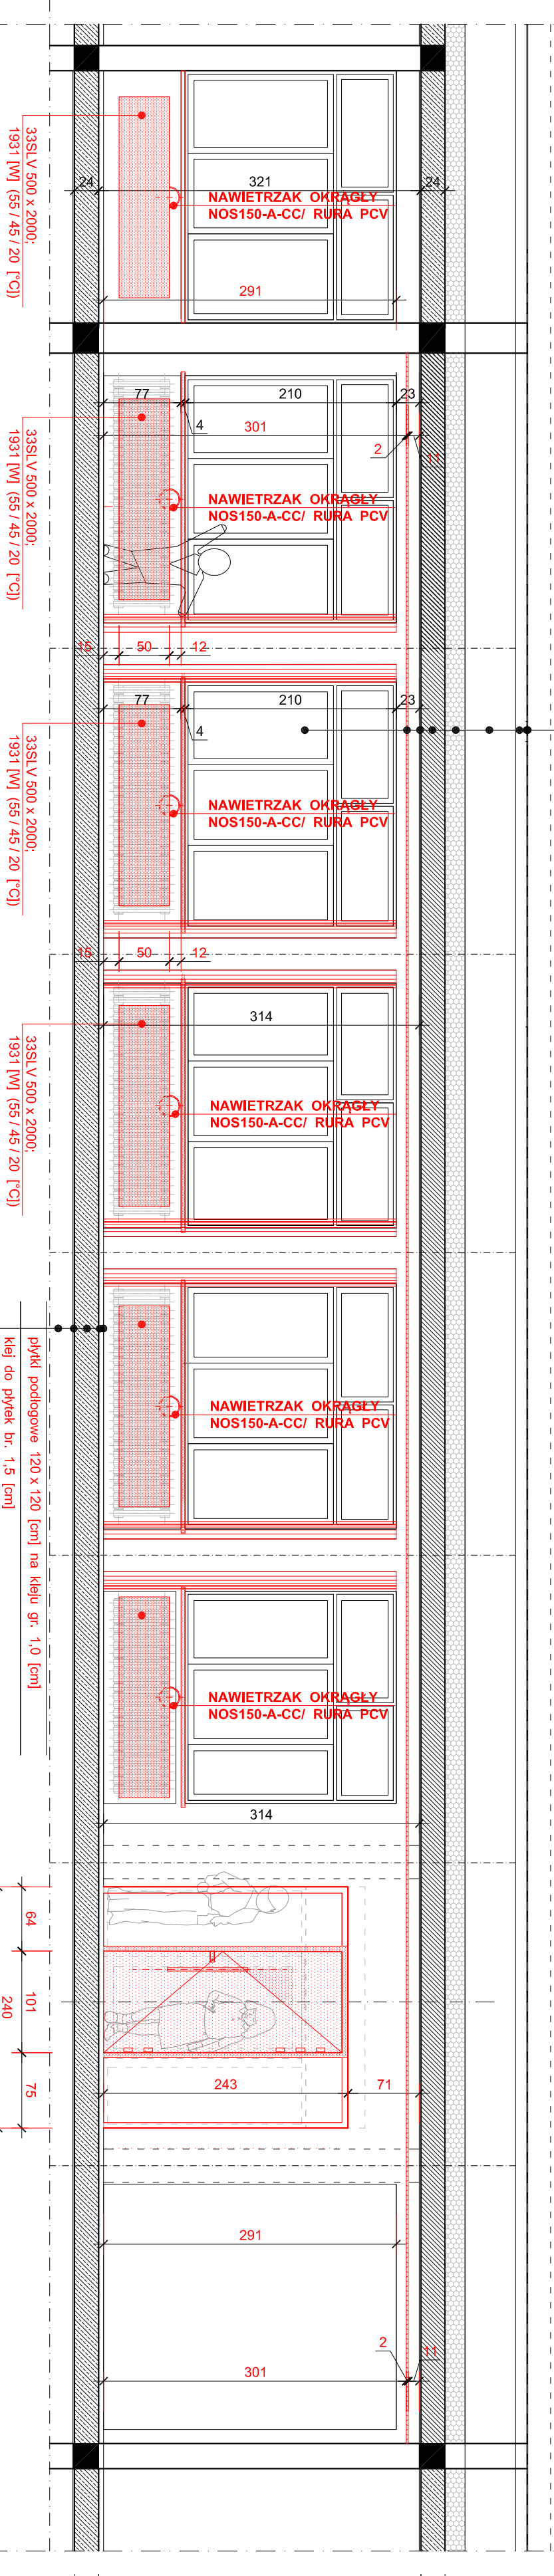 24
321
24
NAWIETRZAK OKRĄGŁY
NOS150-A-CC/ RURA PCV
291
33SLV 500 x 2000;
1931 [W] (55 / 45 / 20 [°C])
77
4
210
23
301
2
11
NAWIETRZAK OKRĄGŁY
NOS150-A-CC/ RURA PCV
33SLV 500 x 2000;
1931 [W] (55 / 45 / 20 [°C])
15
50
12
77
4
210
23
NAWIETRZAK OKRĄGŁY
NOS150-A-CC/ RURA PCV
33SLV 500 x 2000;
1931 [W] (55 / 45 / 20 [°C])
15
50
12
314
NAWIETRZAK OKRĄGŁY
NOS150-A-CC/ RURA PCV
33SLV 500 x 2000;
1931 [W] (55 / 45 / 20 [°C])
NAWIETRZAK OKRĄGŁY
NOS150-A-CC/ RURA PCV
płytki podłogowe 120 x 120 [cm] na kleju gr. 1,0 [cm]
klej do płytek br. 1,5 [cm]
NAWIETRZAK OKRĄGŁY
NOS150-A-CC/ RURA PCV
314
64
101
75
240
243
71
291
2
11
301